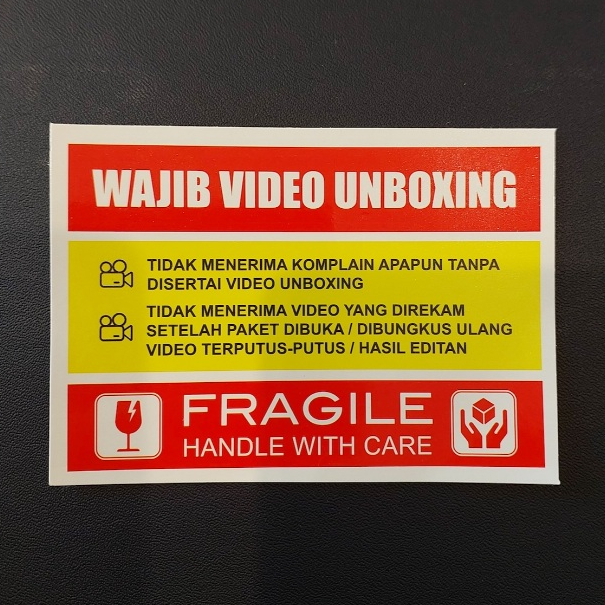 WAJIB VIDEO UNBOXING
TIDAK MENERIMA KOMPLAIN APAPUN TANPA
DISERTAI VIDEO UNBOXING
TIDAK MENERIMA VIDEO YANG DIREKAM
SETELAH PAKET DIBUKA / DIBUNGKUS ULANG
VIDEO TERPUTUS-PUTUS / HASIL EDITAN
FRAGILE
HANDLE WITH CARE